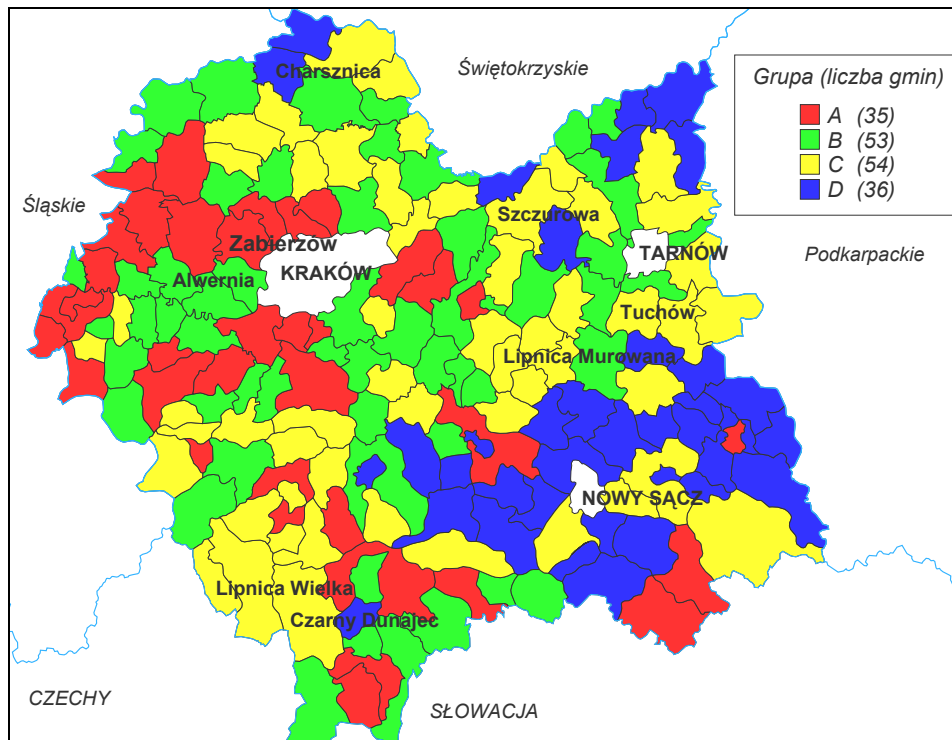 Charsznica
Świętokrzyskie
Grupa (liczba gmin)
A (35)
B (53)
C (54)
D (36)
Śląskie
Szczurowa
Zabierzów
TARNÓW
Podkarpackie
KRAKÓW
Alwernia
Tuchów
Lipnica Murowana
NOWY SĄCZ
Lipnica Wielka
Czarny Dunajec
CZECHY
SŁOWACJA